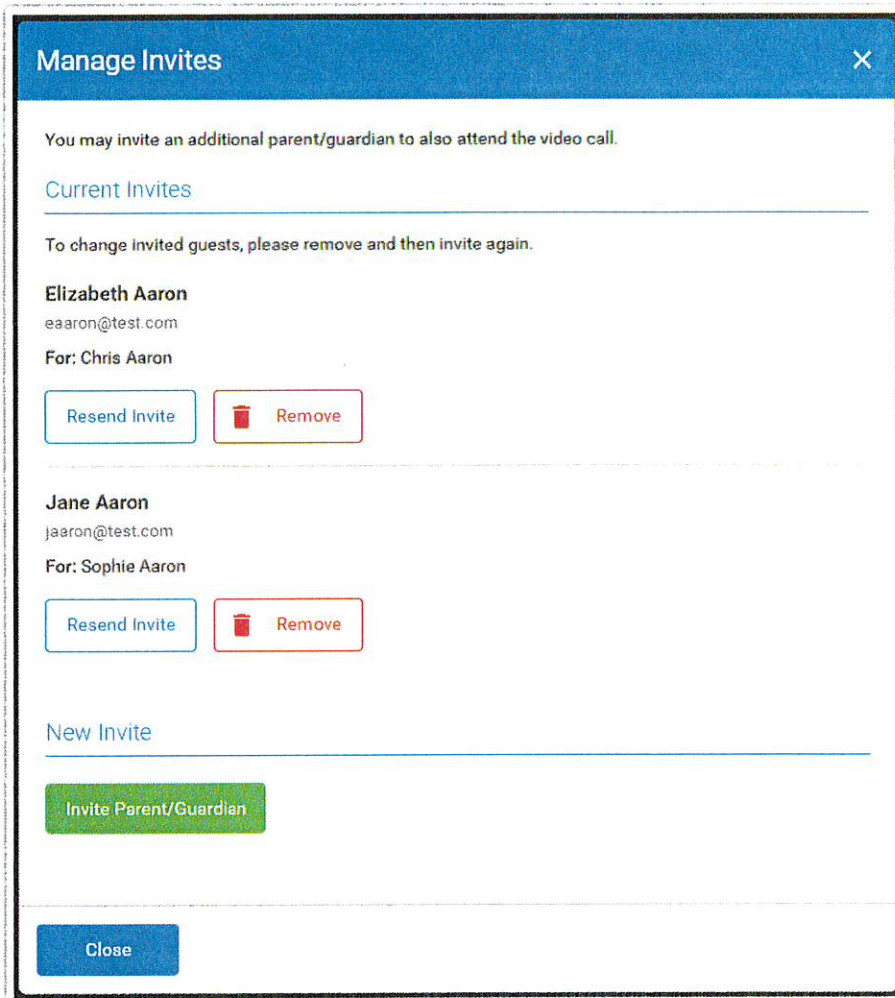 Manage Invites
You may invite an additional parent/guardian to also attend the video call.
Current Invites
To change invited guests, please remove and then invite again.
Elizabeth Aaron
eaaron@test.com
For: Chris Aaron
Resend Invite
Remove
Jane Aaron
jaaron@test.com
For: Sophie Aaron
Resend Invite
Remove
New Invite
Invite Parent/Guardian
Close